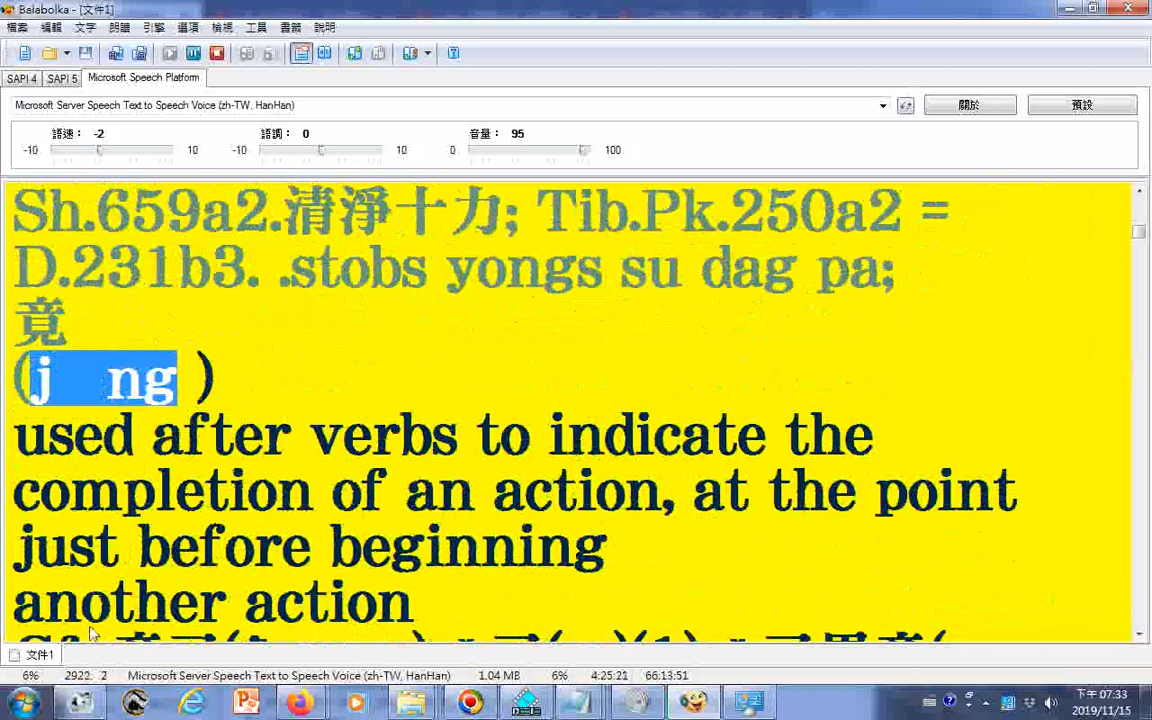 Balabolka - [文件1]
檔案 編輯 文字 朗讀 引擎 選項 檢視 工具 書籤 說明
SAPI 4 SAPI 5 Microsoft Speech Platform
Microsoft Server Speech Text to Speech Voice (zh-TW, HanHan) 關於 預設
語速： -2 語調： 0 音量： 95
-10 10 -10 10 0 100
Sh.659a2.清淨十力; Tib.Pk.250a2 =
D.231b3. .stobs yongs su dag pa;
竟
(j ng )
used after verbs to indicate the
completion of an action, at the point
just before beginning
another action
文件1
6% 2922: 2 Microsoft Server Speech Text to Speech Voice (zh-TW, HanHan) 1.04 MB 6% 4:25:21 66:13:51
下午 07:33
2019/11/15